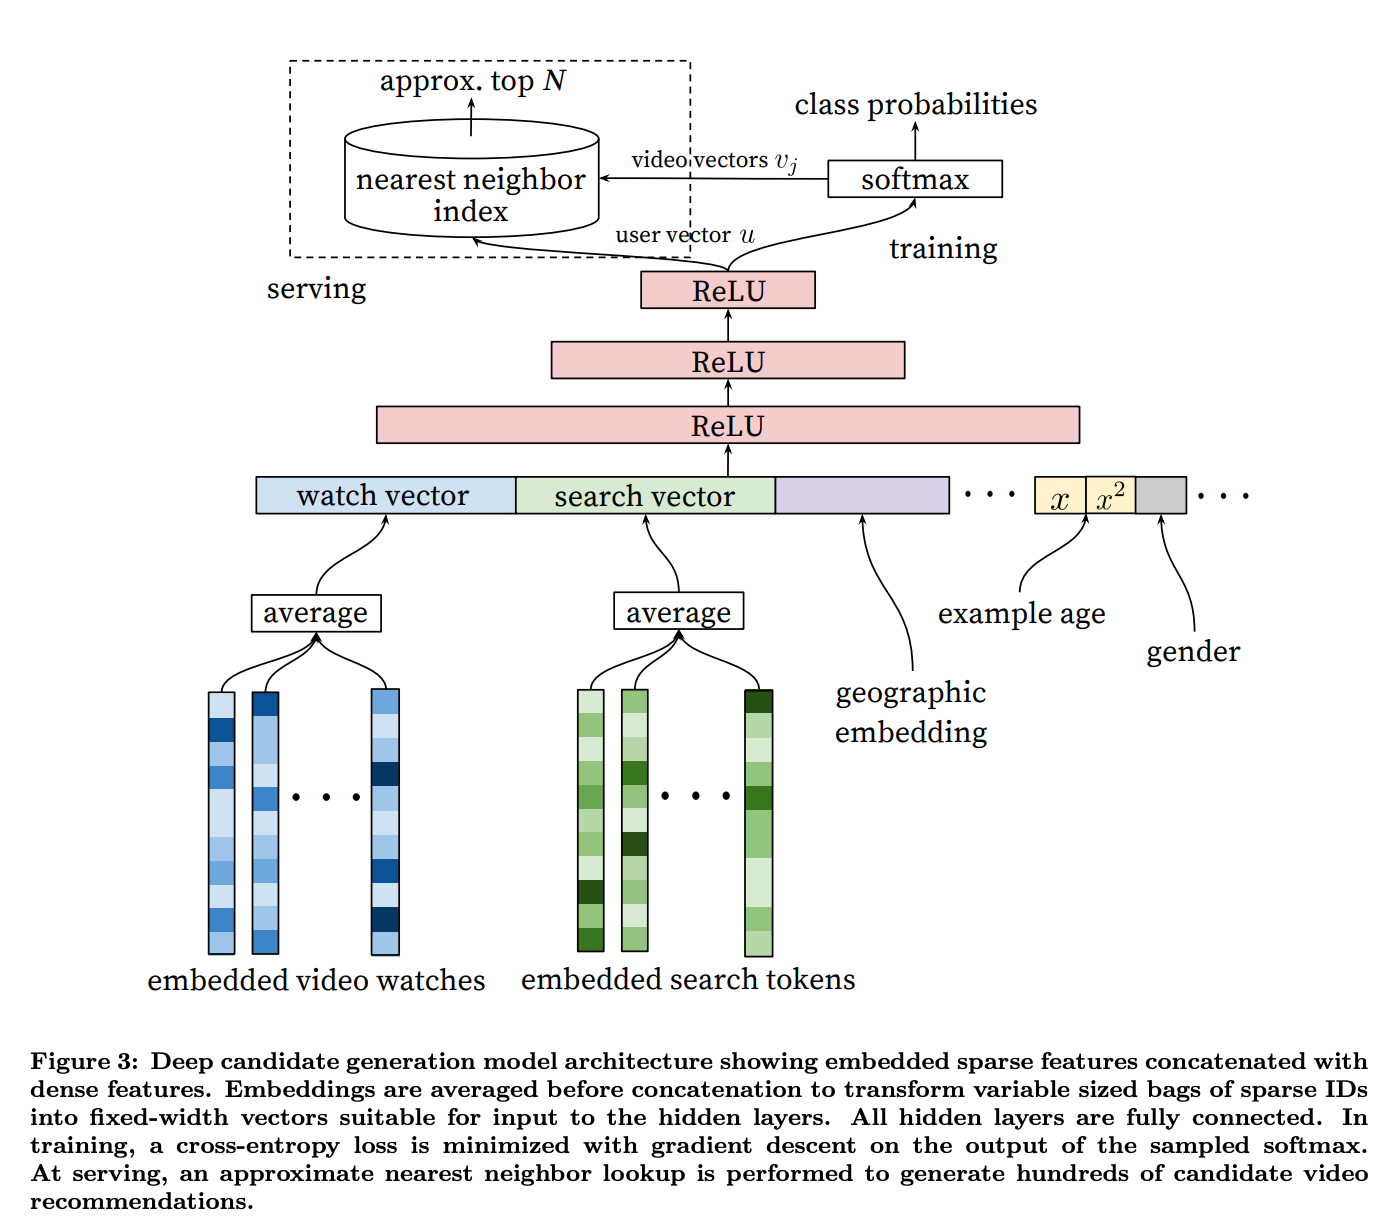 approx. top N
class probabilities
video vectors vj
nearest neighbor
index
softmax
user vector u
training
serving
ReLU
ReLU
ReLU
watch vector
search vector
x
x²
average
average
example age
gender
geographic
embedding
embedded video watches
embedded search tokens
Figure 3: Deep candidate generation model architecture showing embedded sparse features concatenated with
dense features. Embeddings are averaged before concatenation to transform variable sized bags of sparse IDs
into fixed-width vectors suitable for input to the hidden layers. All hidden layers are fully connected. In
training, a cross-entropy loss is minimized with gradient descent on the output of the sampled softmax.
At serving, an approximate nearest neighbor lookup is performed to generate hundreds of candidate video
recommendations.